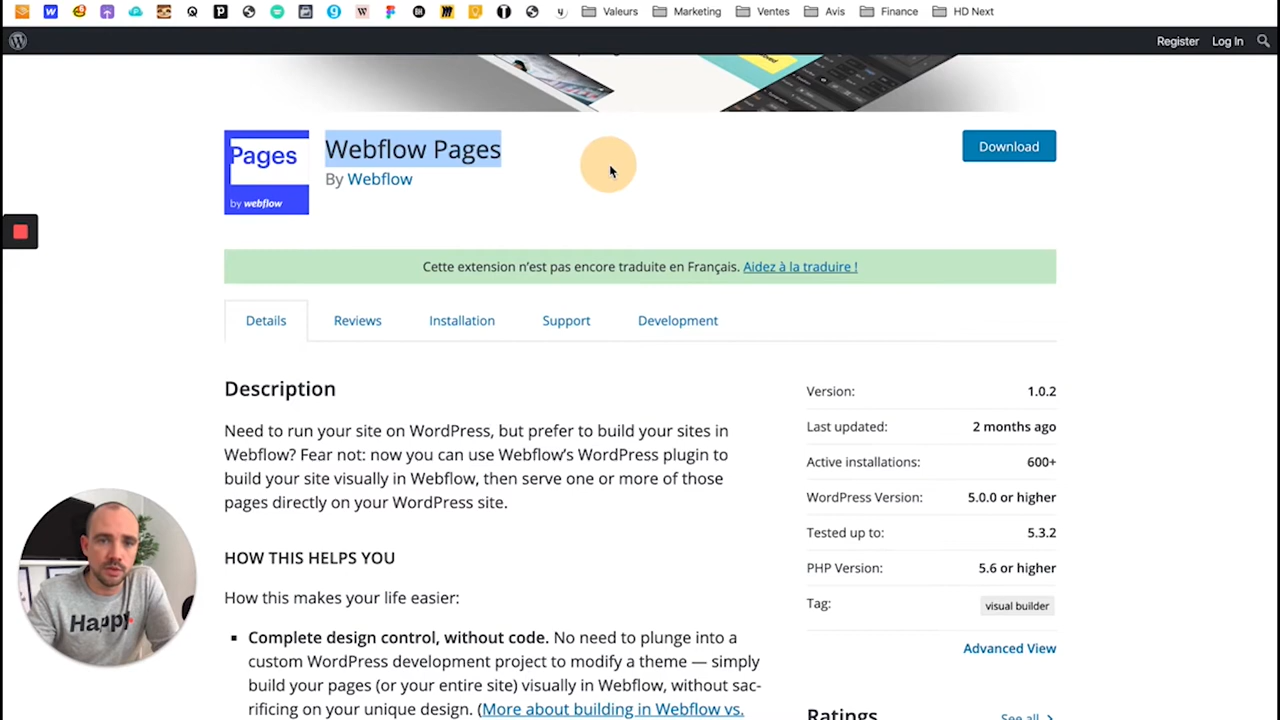 Valeurs Marketing Ventes Avis Finance HD Next
Register Log In
Pages
by webflow
Webflow Pages
By Webflow
Download
Cette extension n’est pas encore traduite en Français. Aidez à la traduire !
Details Reviews Installation Support Development
Description
Need to run your site on WordPress, but prefer to build your sites in
Webflow? Fear not: now you can use Webflow’s WordPress plugin to
build your site visually in Webflow, then serve one or more of those
pages directly on your WordPress site.
HOW THIS HELPS YOU
How this makes your life easier:
Complete design control, without code. No need to plunge into a
custom WordPress development project to modify a theme — simply
build your pages (or your entire site) visually in Webflow, without sac-
rificing on your unique design. (More about building in Webflow vs.
Version: 1.0.2
Last updated: 2 months ago
Active installations: 600+
WordPress Version: 5.0.0 or higher
Tested up to: 5.3.2
PHP Version: 5.6 or higher
Tag: visual builder
Advanced View
Ratings See all
Happy.